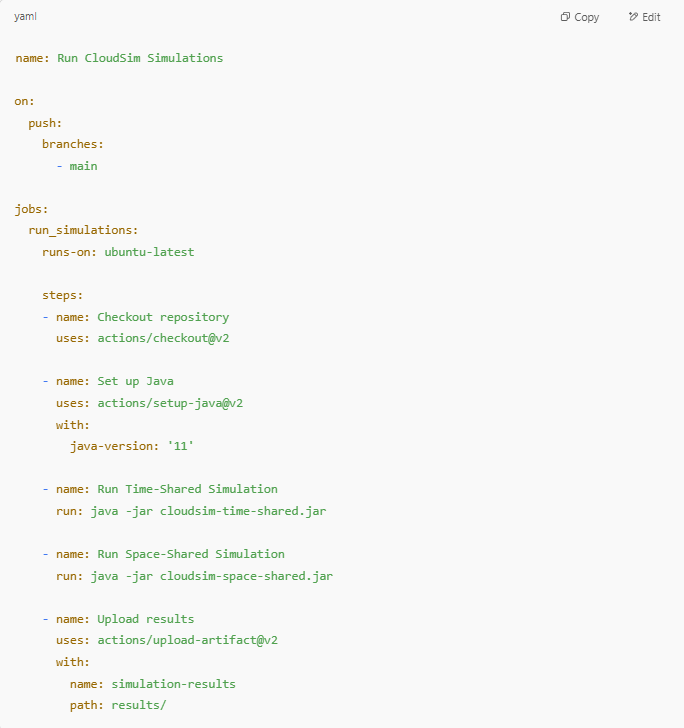 yaml
Copy
Edit
name: Run CloudSim Simulations
on:
  push:
    branches:
      - main
jobs:
  run_simulations:
    runs-on: ubuntu-latest
    steps:
    - name: Checkout repository
      uses: actions/checkout@v2
    - name: Set up Java
      uses: actions/setup-java@v2
      with:
        java-version: '11'
    - name: Run Time-Shared Simulation
      run: java -jar cloudsim-time-shared.jar
    - name: Run Space-Shared Simulation
      run: java -jar cloudsim-space-shared.jar
    - name: Upload results
      uses: actions/upload-artifact@v2
      with:
        name: simulation-results
        path: results/